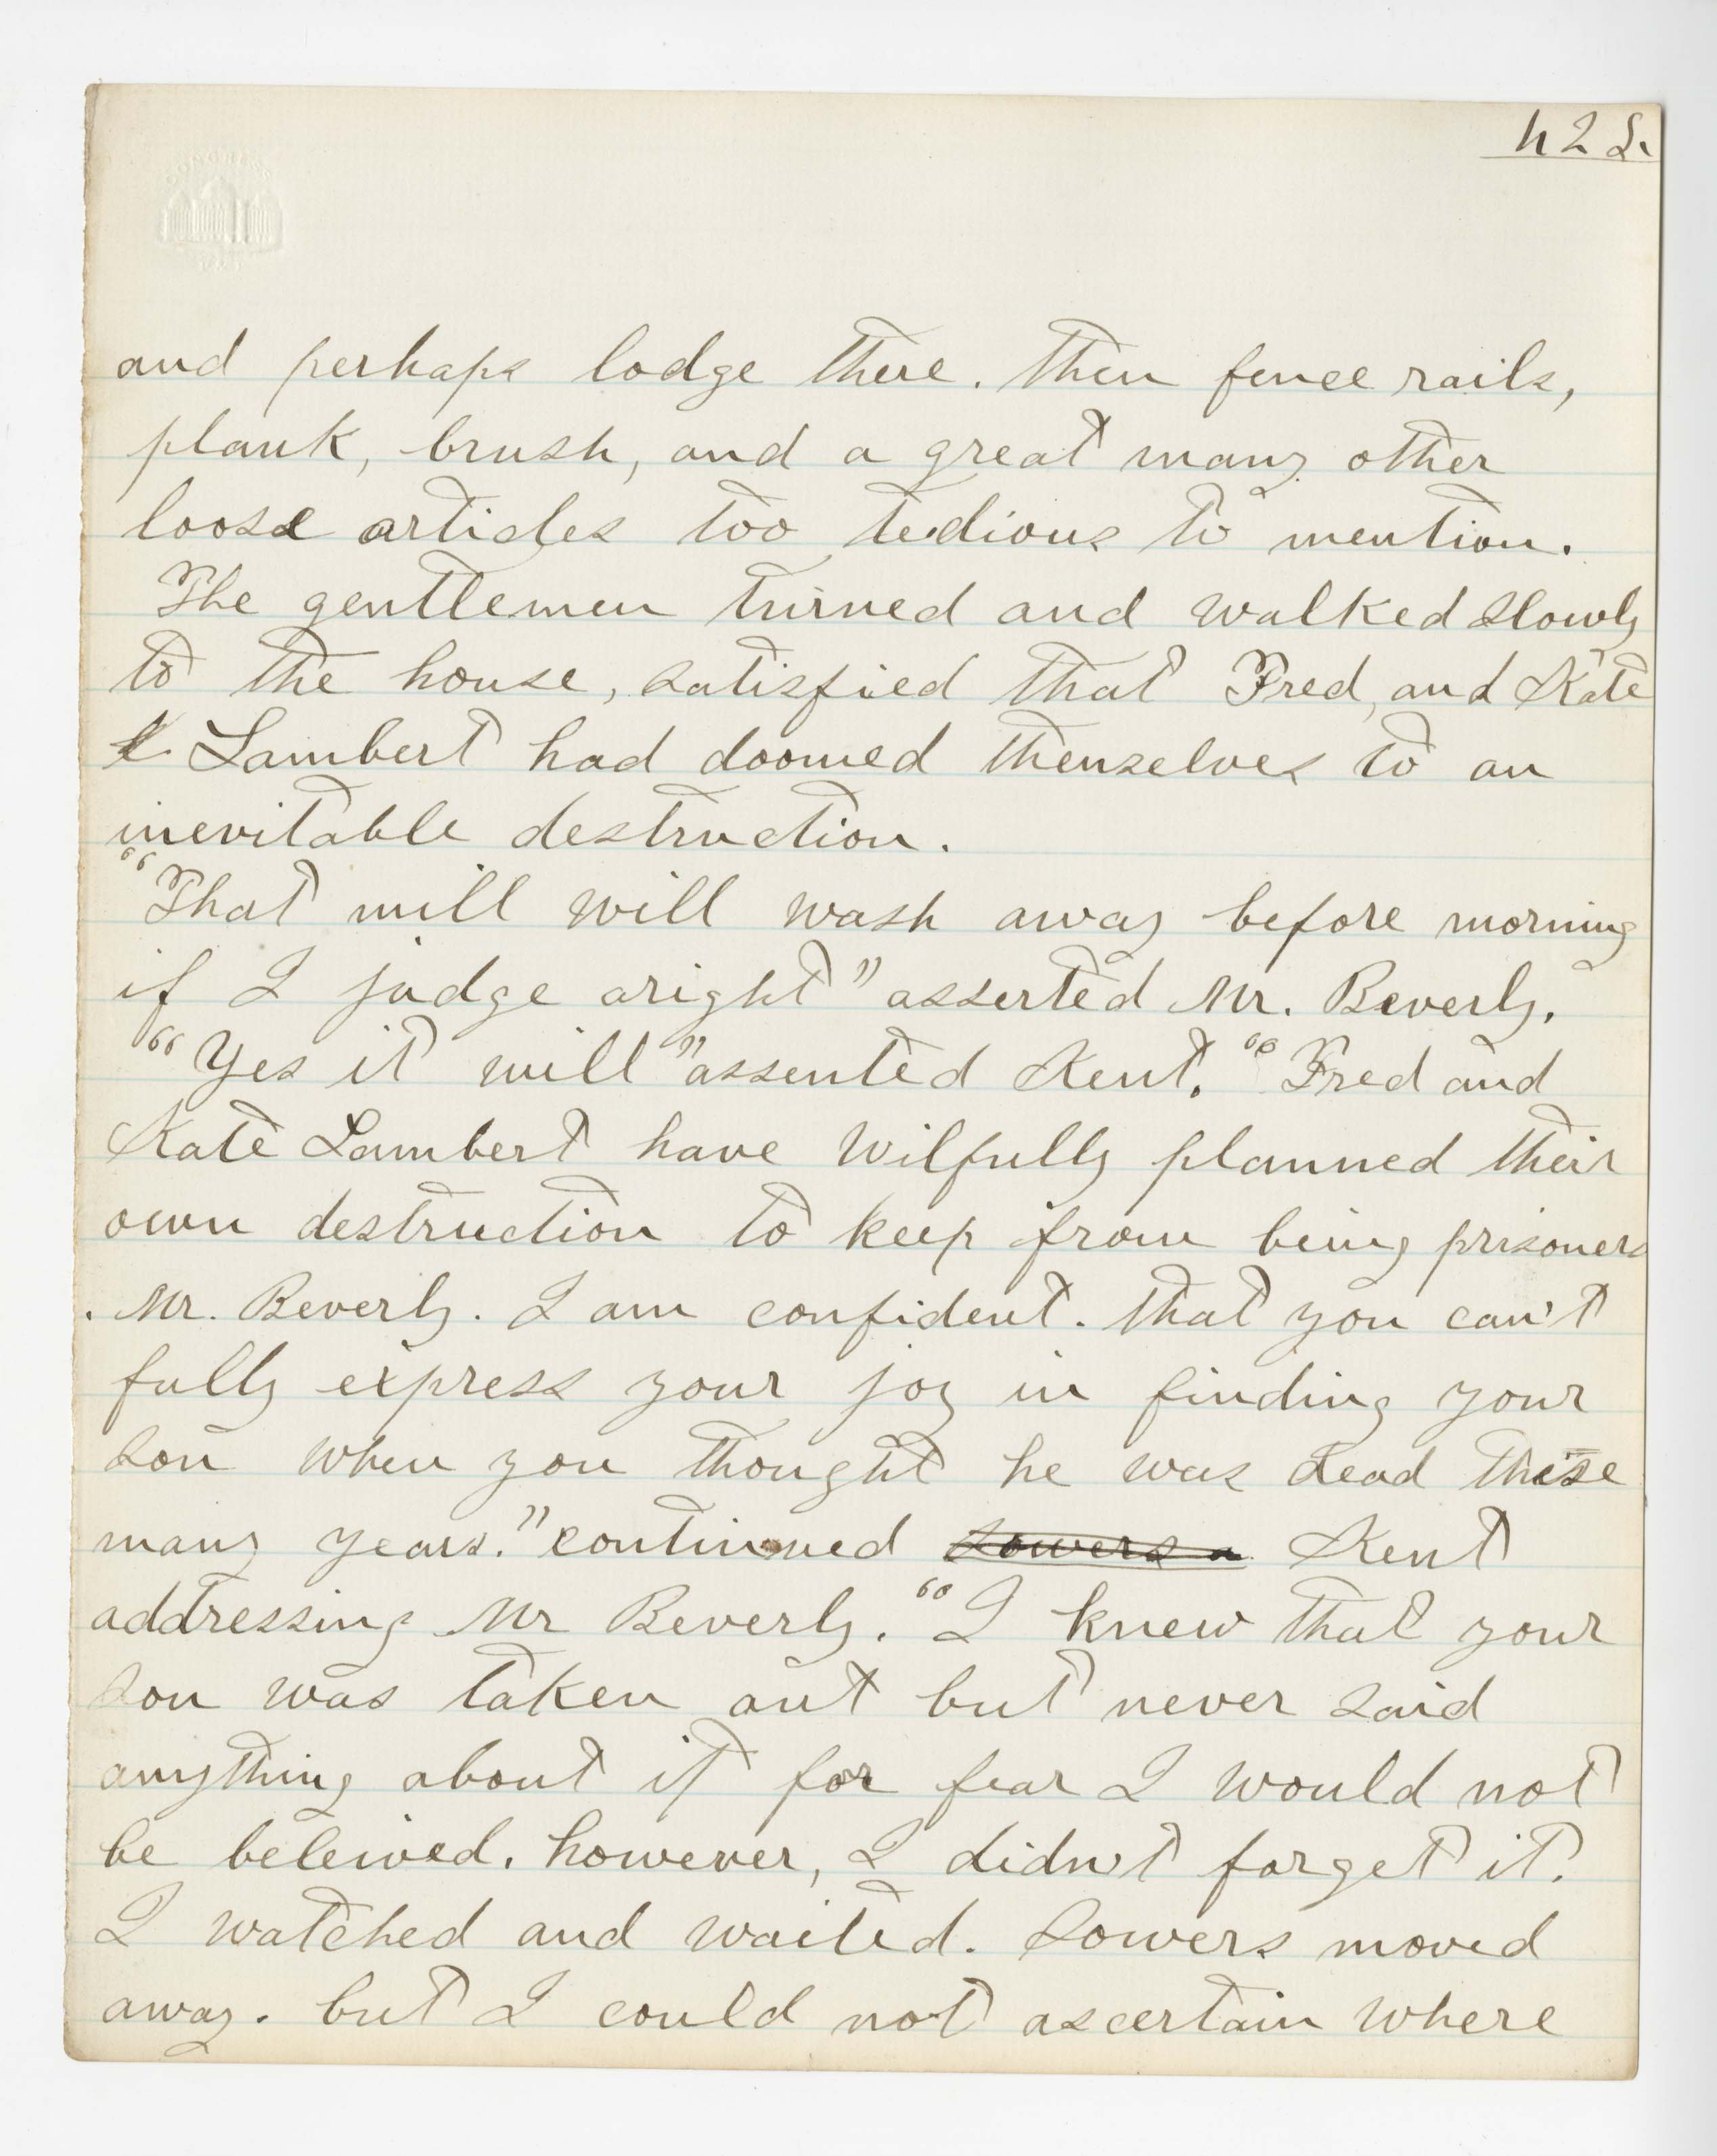 422.
CONGRESS
and perhaps lodge there. Then fence rails,
plank, brush, and a great many other
loose articles too tedious to mention.
The gentlemen turned and walked slowly
to the house, satisfied that Fred, and Kate
Lambert had doomed themselves to an
inevitable destruction.
"That mill will wash away before morning
if I judge aright" asserted Mr. Beverly.
"Yes it will" assented Kent. "Fred and
Kate Lambert have wilfully planned their
own destruction to keep from being prisoners
. Mr. Beverly. I am confident. that you can't
fully express your joy in finding your
son when you thought he was dead these
many years." continued Sowers a Kent
addressing Mr Beverly. "I knew that your
son was taken out but never said
anything about it for fear I would not
be beleived. however, I didn't forget it.
I watched and waited. Sowers moved
away. but I could not ascertain where